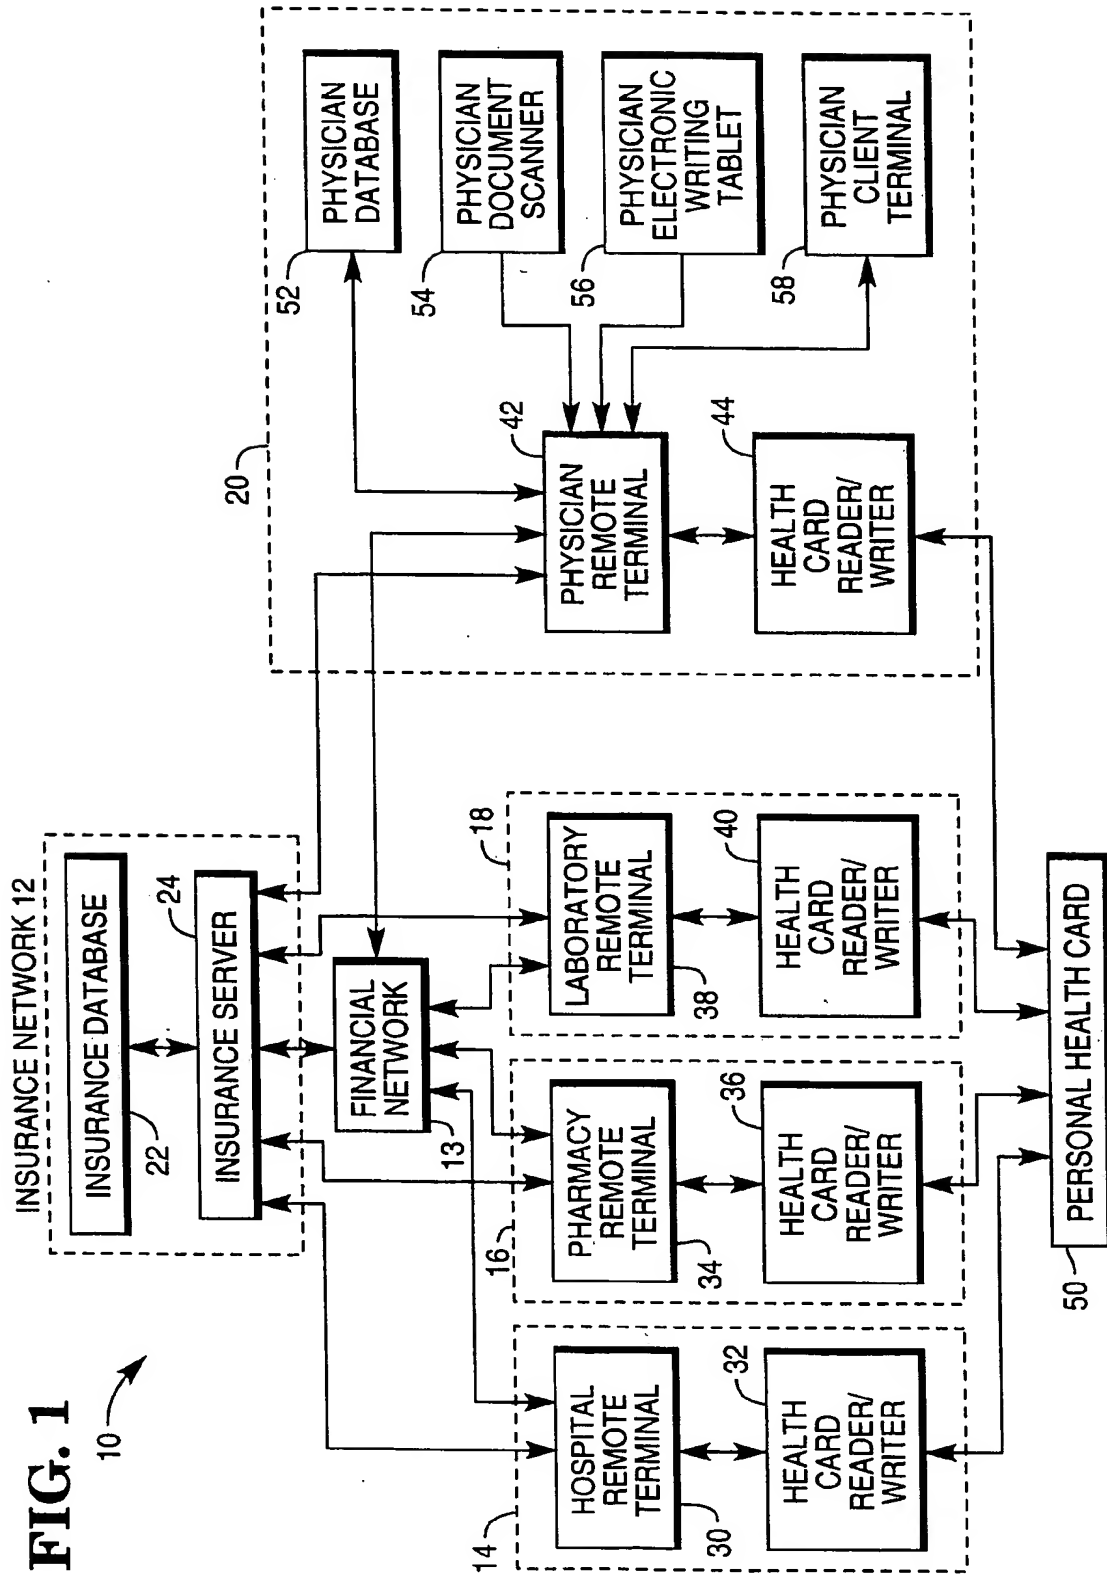 FIG. 1
10
INSURANCE NETWORK 12
INSURANCE DATABASE
22
24
INSURANCE SERVER
FINANCIAL
NETWORK
13
14
HOSPITAL
REMOTE
TERMINAL
30
32
HEALTH
CARD
READER/
WRITER
16
PHARMACY
REMOTE
TERMINAL
34
36
HEALTH
CARD
READER/
WRITER
18
LABORATORY
REMOTE
TERMINAL
38
40
HEALTH
CARD
READER/
WRITER
20
PHYSICIAN
REMOTE
TERMINAL
42
44
HEALTH
CARD
READER/
WRITER
52
PHYSICIAN
DATABASE
54
PHYSICIAN
DOCUMENT
SCANNER
56
PHYSICIAN
ELECTRONIC
WRITING
TABLET
58
PHYSICIAN
CLIENT
TERMINAL
50
PERSONAL HEALTH CARD